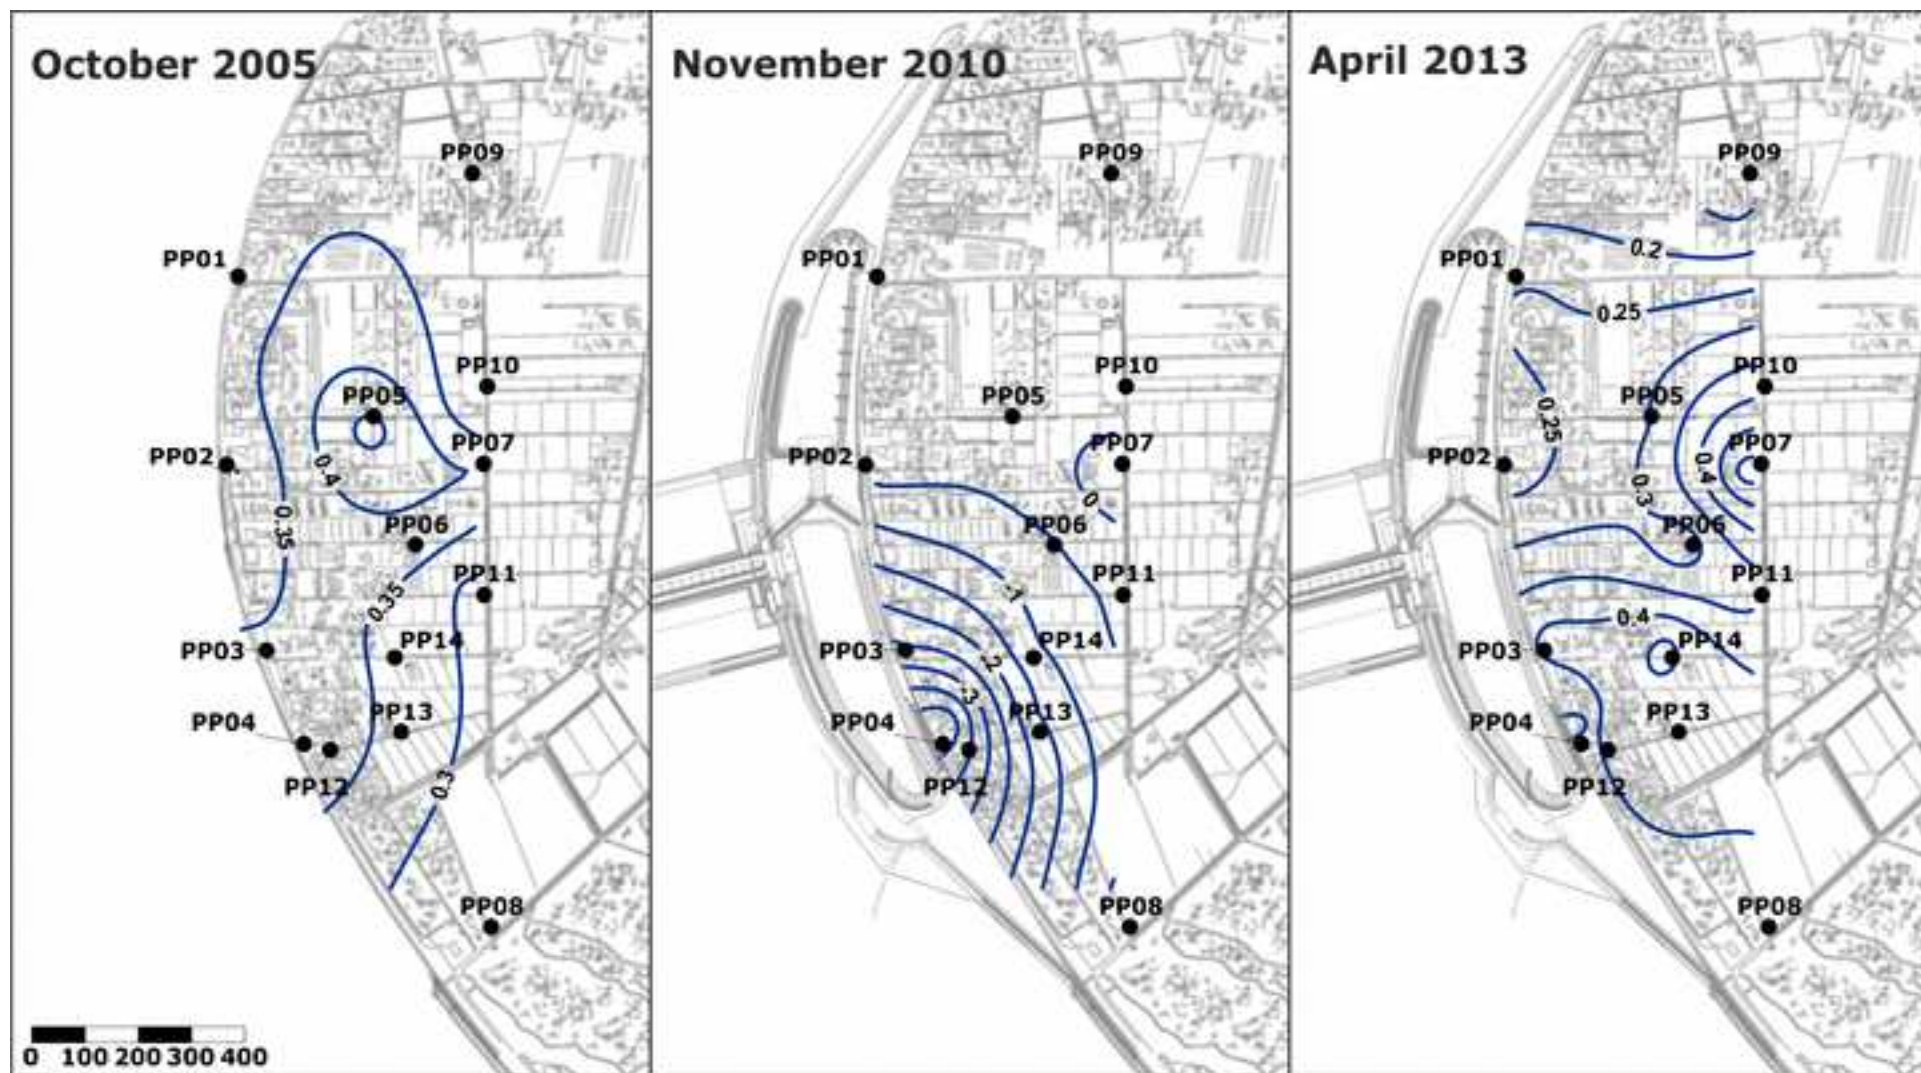 October 2005
PP09
PP01
PP10
PP05
PP07
PP02
0.4
0.35
PP06
PP11
0.35
PP14
PP03
PP13
PP04
0.3
PP12
PP08
0 100 200 300 400
November 2010
PP09
PP01
PP10
PP05
PP07
PP02
0
PP06
PP11
-1
PP14
PP03
-2
-3
PP13
PP04
PP12
PP08
April 2013
PP09
0.2
PP01
0.25
PP10
PP05
0.25
PP07
PP02
0.4
0.3
PP06
PP11
0.4
PP14
PP03
PP13
PP04
PP12
PP08